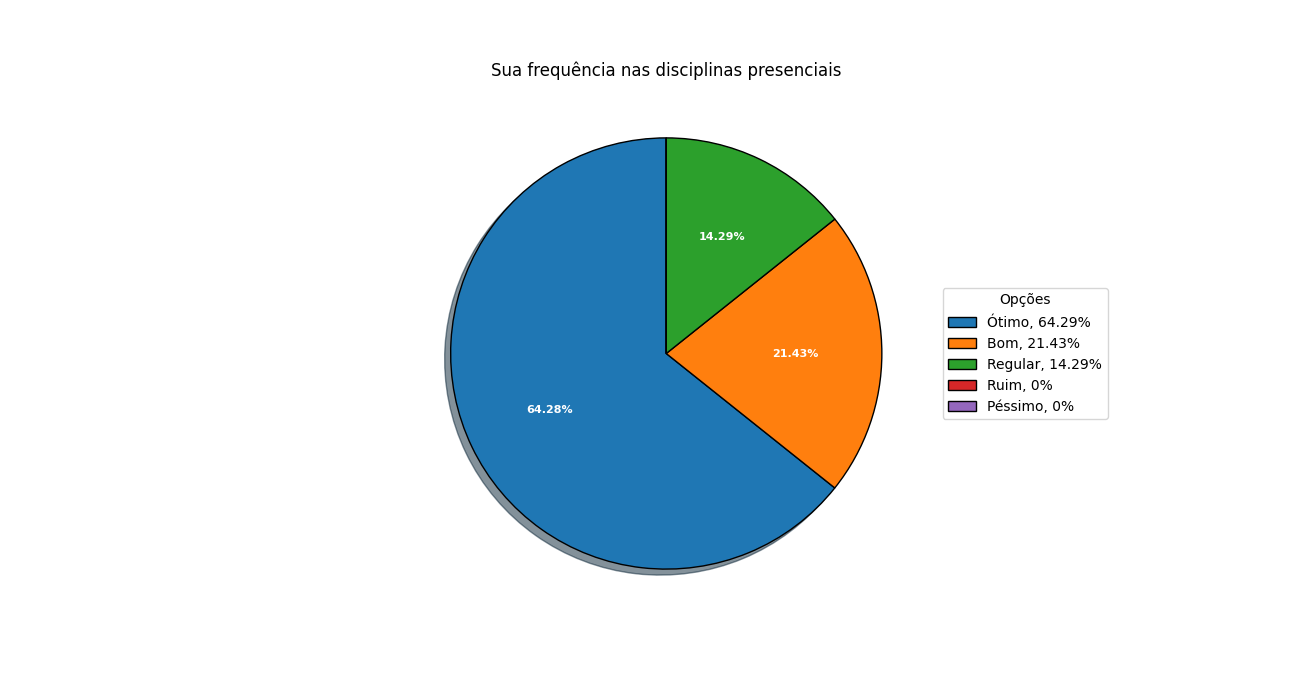 Sua frequência nas disciplinas presenciais
14.29%
21.43%
64.28%
Opções
Ótimo, 64.29%
Bom, 21.43%
Regular, 14.29%
Ruim, 0%
Péssimo, 0%